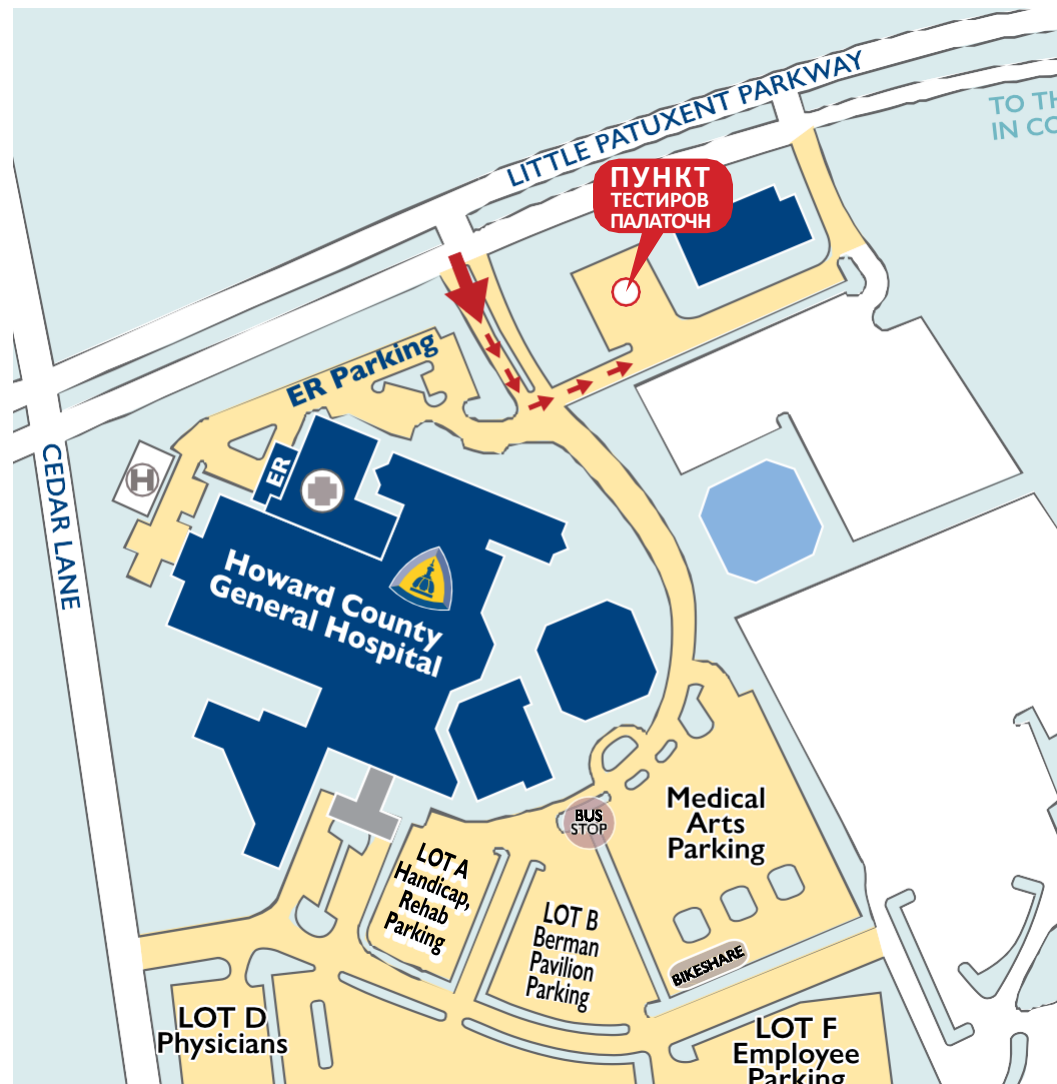 LITTLE PATUXENT PARKWAY
TO TH
IN CO
ПУНКТ
ТЕСТИРОВ
ПАЛАТОЧН
ER Parking
H
ER
CEDAR LANE
Howard County
General Hospital
BUS
STOP
Medical
Arts
Parking
LOT A
Handicap,
Rehab
Parking
LOT B
Berman
Pavilion
Parking
BIKESHARE
LOT D
Physicians
LOT F
Employee
Parking